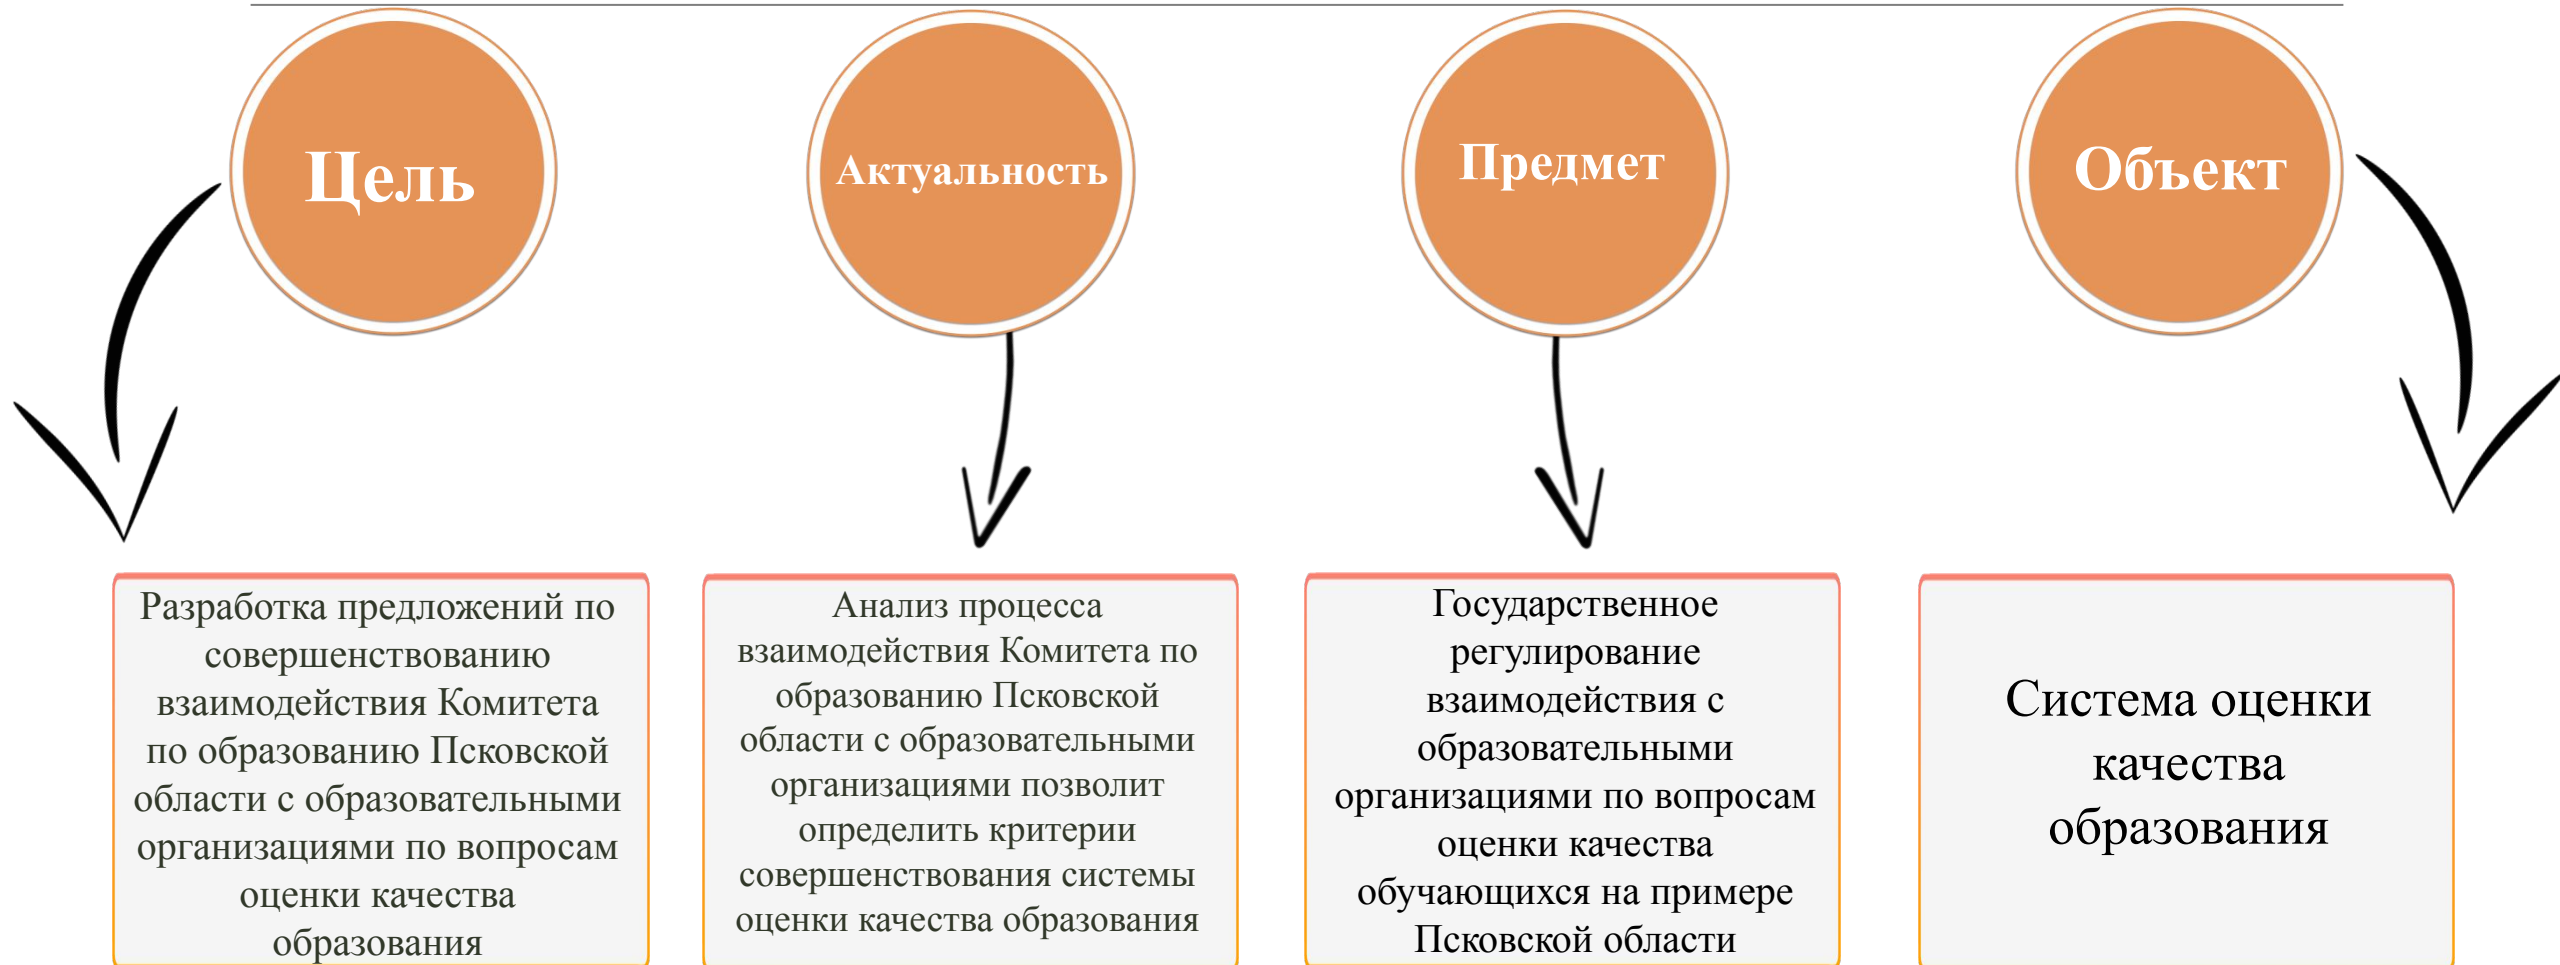 Цель
Актуальность
Предмет
Объект
Разработка предложений по
совершенствованию
взаимодействия Комитета
по образованию Псковской
области с образовательными
организациями по вопросам
оценки качества
образования
Анализ процесса
взаимодействия Комитета по
образованию Псковской
области с образовательными
организациями позволит
определить критерии
совершенствования системы
оценки качества образования
Государственное
регулирование
взаимодействия с
образовательными
организациями по вопросам
оценки качества
обучающихся на примере
Псковской области
Система оценки
качества
образования